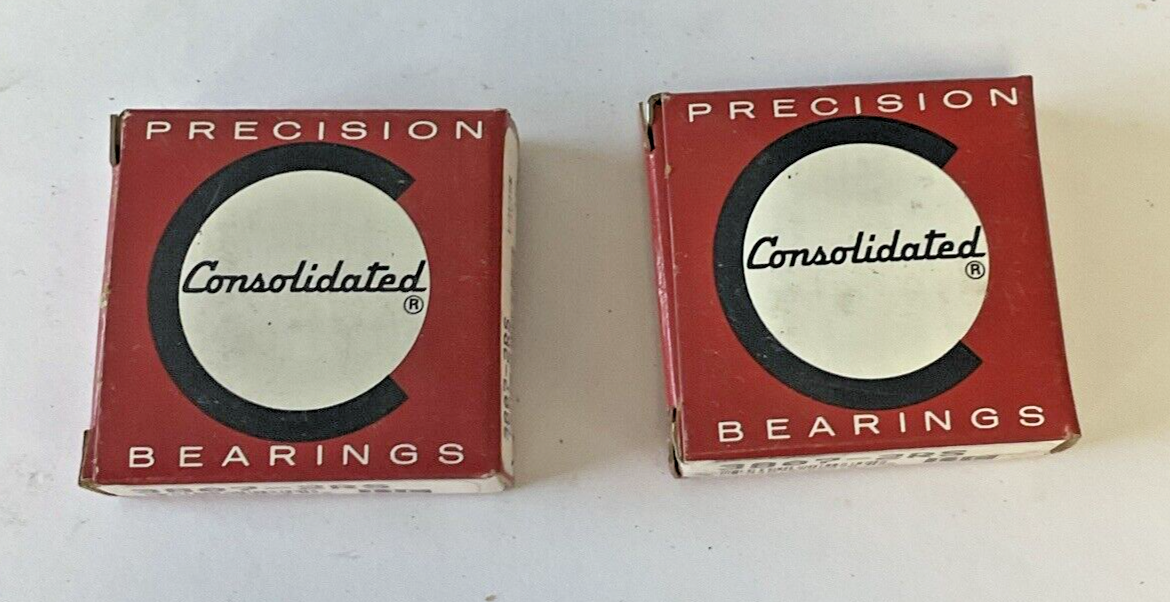 PRECISION
Consolidated
®
BEARINGS
PRECISION
Consolidated
®
BEARINGS